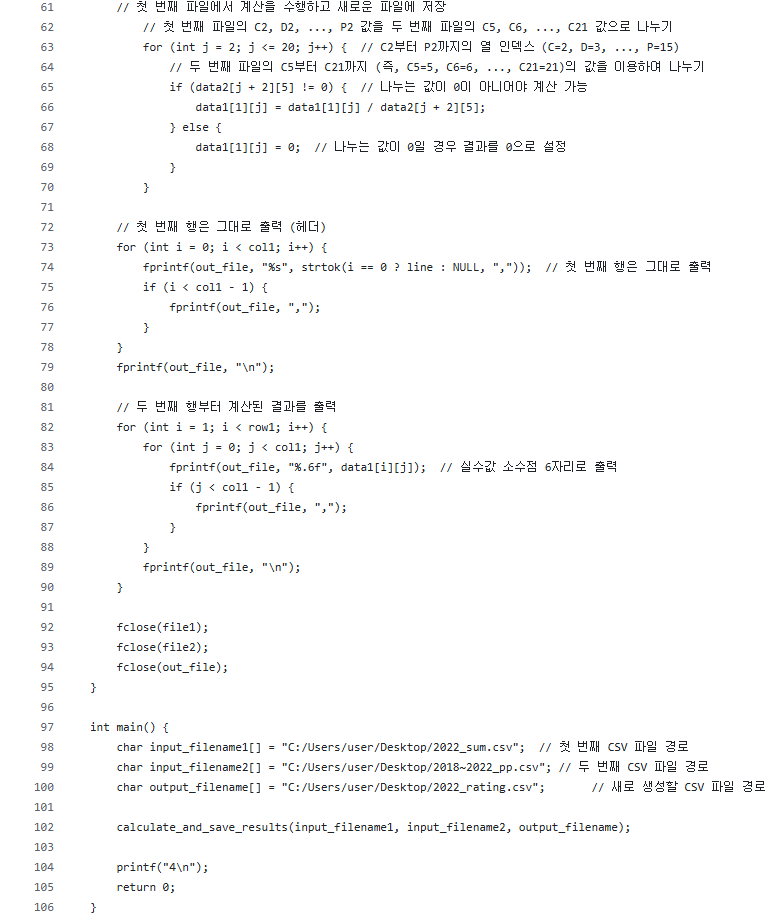 61 // 첫 번째 파일에서 계산을 수행하고 새로운 파일에 저장
62 // 첫 번째 파일의 C2, D2, ..., P2 값을 두 번째 파일의 C5, C6, ..., C21 값으로 나누기
63 for (int j = 2; j <= 20; j++) { // C2부터 P2까지의 열 인덱스 (C=2, D=3, ..., P=15)
64 // 두 번째 파일의 C5부터 C21까지 (즉, C5=5, C6=6, ..., C21=21)의 값을 이용하여 나누기
65 if (data2[j + 2][5] != 0) { // 나누는 값이 0이 아니어야 계산 가능
66 data1[1][j] = data1[1][j] / data2[j + 2][5];
67 } else {
68 data1[1][j] = 0; // 나누는 값이 0일 경우 결과를 0으로 설정
69 }
70 }
71
72 // 첫 번째 행은 그대로 출력 (헤더)
73 for (int i = 0; i < col1; i++) {
74 fprintf(out_file, "%s", strtok(i == 0 ? line : NULL, ",")); // 첫 번째 행은 그대로 출력
75 if (i < col1 - 1) {
76 fprintf(out_file, ",");
77 }
78 }
79 fprintf(out_file, "\n");
80
81 // 두 번째 행부터 계산된 결과를 출력
82 for (int i = 1; i < row1; i++) {
83 for (int j = 0; j < col1; j++) {
84 fprintf(out_file, "%.6f", data1[i][j]); // 실수값 소수점 6자리로 출력
85 if (j < col1 - 1) {
86 fprintf(out_file, ",");
87 }
88 }
89 fprintf(out_file, "\n");
90 }
91
92 fclose(file1);
93 fclose(file2);
94 fclose(out_file);
95 }
96
97 int main() {
98 char input_filename1[] = "C:/Users/user/Desktop/2022_sum.csv"; // 첫 번째 CSV 파일 경로
99 char input_filename2[] = "C:/Users/user/Desktop/2018~2022_pp.csv"; // 두 번째 CSV 파일 경로
100 char output_filename[] = "C:/Users/user/Desktop/2022_rating.csv"; // 새로 생성할 CSV 파일 경로
101
102 calculate_and_save_results(input_filename1, input_filename2, output_filename);
103
104 printf("4\n");
105 return 0;
106 }